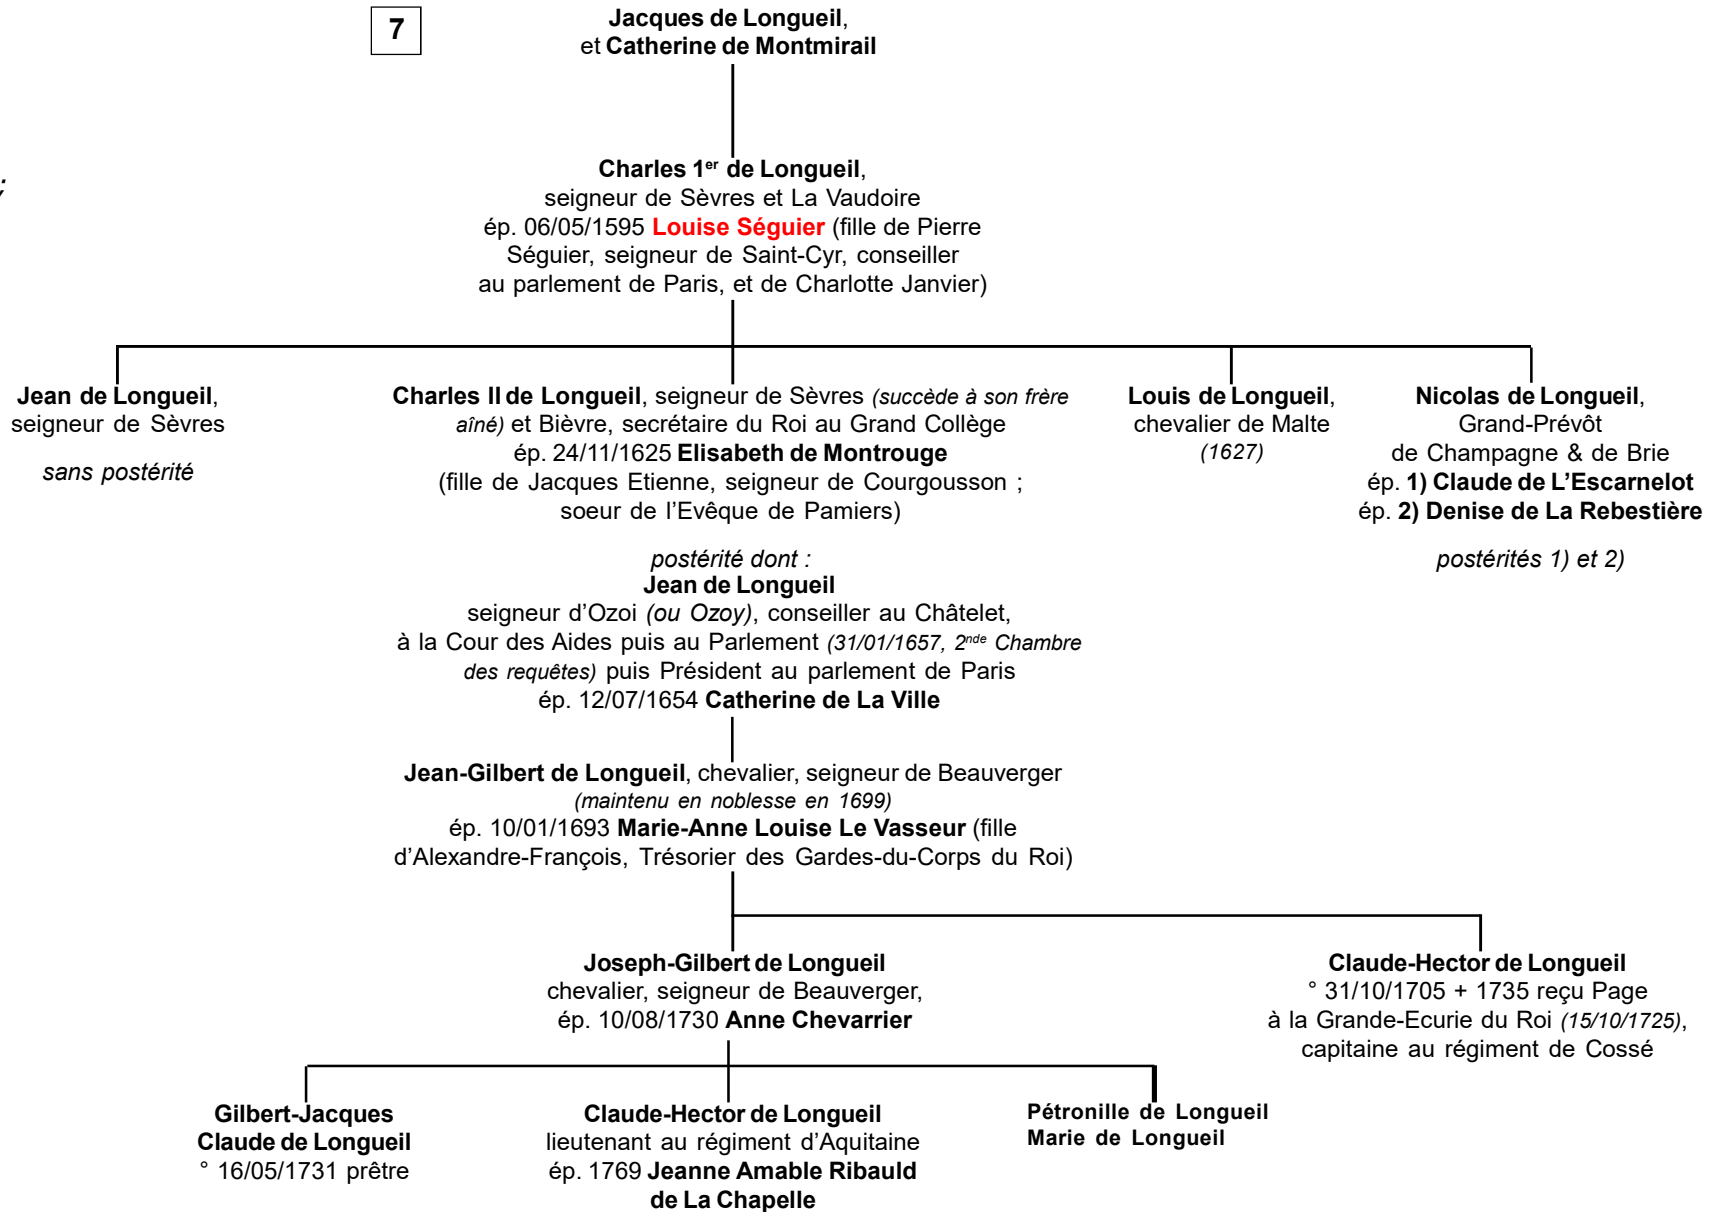 7
Jacques de Longueil,
et Catherine de Montmirail
Charles 1er de Longueil,
seigneur de Sèvres et La Vaudoire
ép. 06/05/1595 Louise Séguier (fille de Pierre
Séguier, seigneur de Saint-Cyr, conseiller
au parlement de Paris, et de Charlotte Janvier)
Jean de Longueil,
seigneur de Sèvres
sans postérité
Charles II de Longueil, seigneur de Sèvres (succède à son frère
aîné) et Bièvre, secrétaire du Roi au Grand Collège
ép. 24/11/1625 Elisabeth de Montrouge
(fille de Jacques Etienne, seigneur de Courgousson ;
soeur de l'Evêque de Pamiers)
postérité dont :
Jean de Longueil
seigneur d'Ozoi (ou Ozoy), conseiller au Châtelet,
à la Cour des Aides puis au Parlement (31/01/1657, 2nde Chambre
des requêtes) puis Président au parlement de Paris
ép. 12/07/1654 Catherine de La Ville
Louis de Longueil,
chevalier de Malte
(1627)
Nicolas de Longueil,
Grand-Prévôt
de Champagne & de Brie
ép. 1) Claude de L'Escarnelot
ép. 2) Denise de La Rebestière
postérités 1) et 2)
Jean-Gilbert de Longueil, chevalier, seigneur de Beauverger
(maintenu en noblesse en 1699)
ép. 10/01/1693 Marie-Anne Louise Le Vasseur (fille
d'Alexandre-François, Trésorier des Gardes-du-Corps du Roi)
Joseph-Gilbert de Longueil
chevalier, seigneur de Beauverger,
ép. 10/08/1730 Anne Chevarrier
Claude-Hector de Longueil
° 31/10/1705 + 1735 reçu Page
à la Grande-Ecurie du Roi (15/10/1725),
capitaine au régiment de Cossé
Gilbert-Jacques
Claude de Longueil
° 16/05/1731 prêtre
Claude-Hector de Longueil
lieutenant au régiment d'Aquitaine
ép. 1769 Jeanne Amable Ribauld
de La Chapelle
Pétronille de Longueil
Marie de Longueil